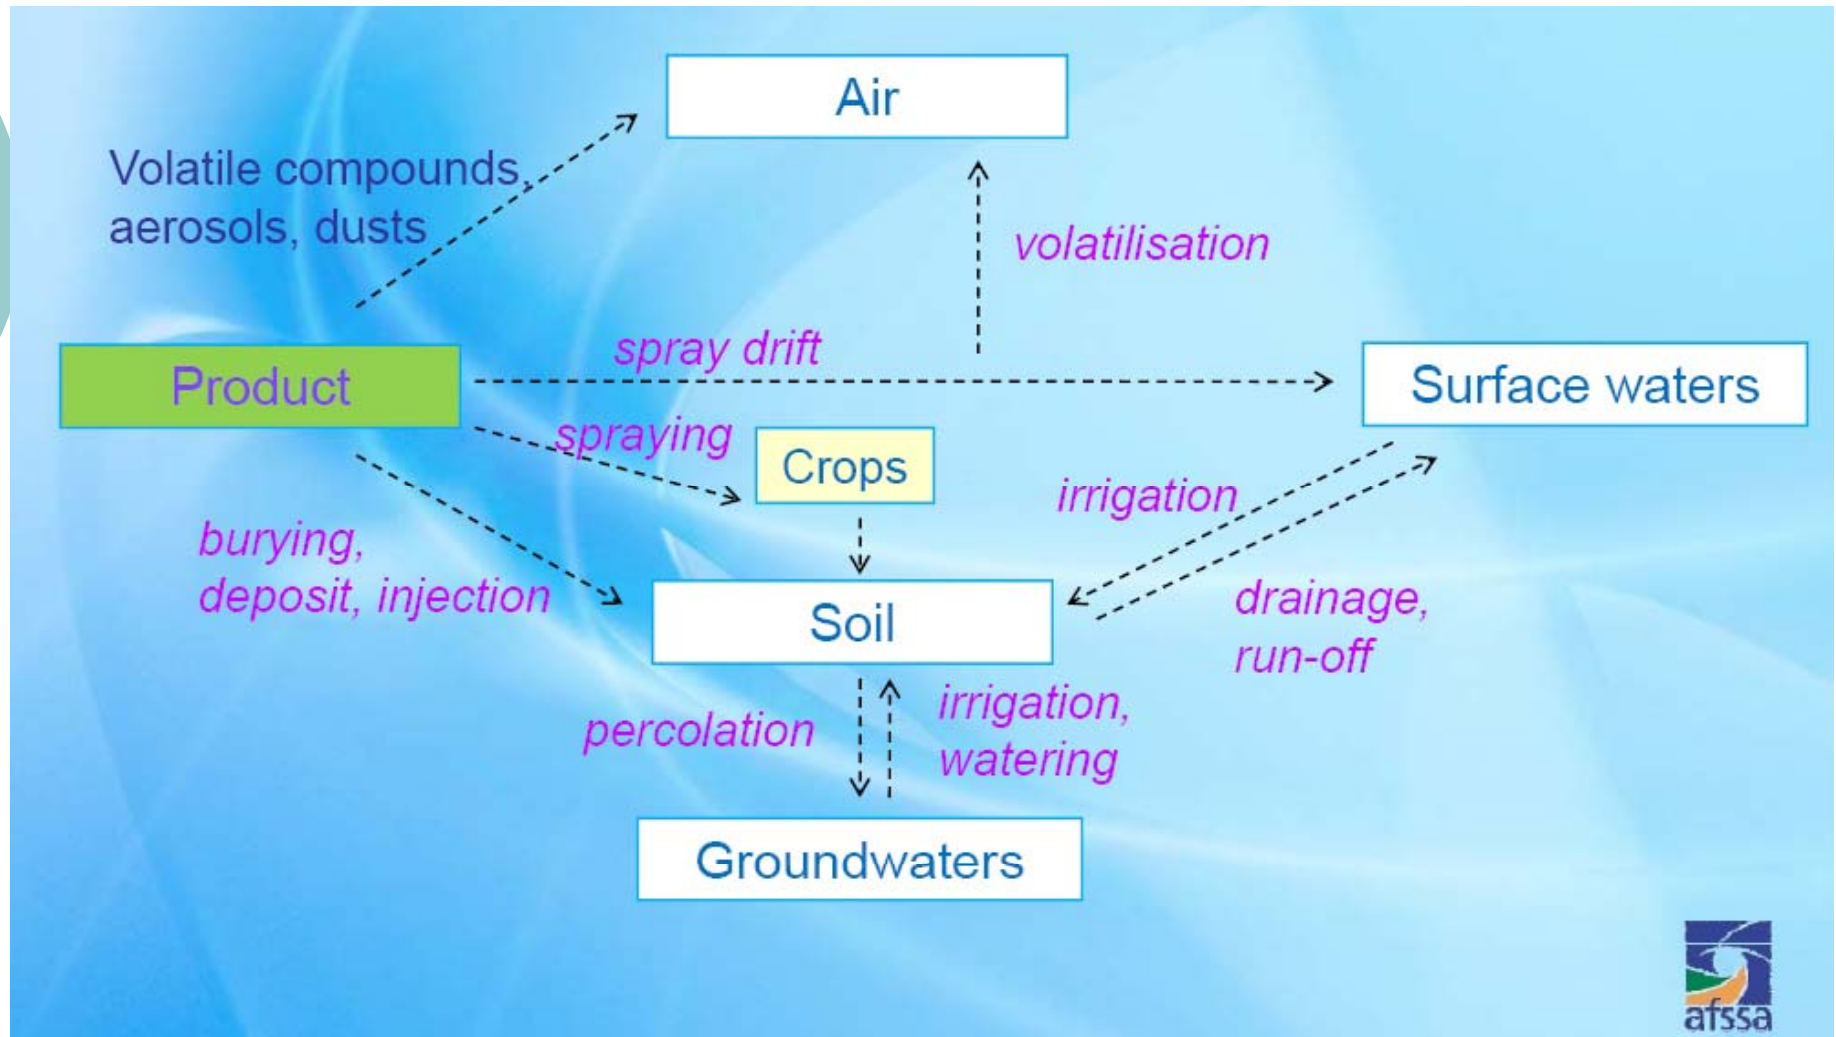 Air
Volatile compounds,
aerosols, dusts
volatilisation
spray drift
Product
Surface waters
spraying
Crops
irrigation
burying,
deposit, injection
Soil
drainage,
run-off
percolation
irrigation,
watering
Groundwaters
afssa